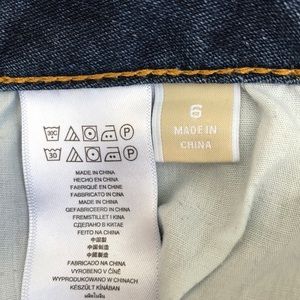 30C
P
30
P
MADE IN CHINA
HECHO EN CHINA
FABRIQUÉ EN CHINE
FABBRICATO IN CINA
MADE IN CHINA
GEFABRICEERD IN CHINA
FREMSTILLET I KINA
СДЕЛАНО В КИТАЕ
FEITO NA CHINA
中国製
中国制造
中國製造
FABRICADO NA CHINA
VYROBENO V ČÍNĚ
WYPRODUKOWANO W CHINACH
KÉSZÜLT KÍNÁBAN
6
MADE IN
CHINA